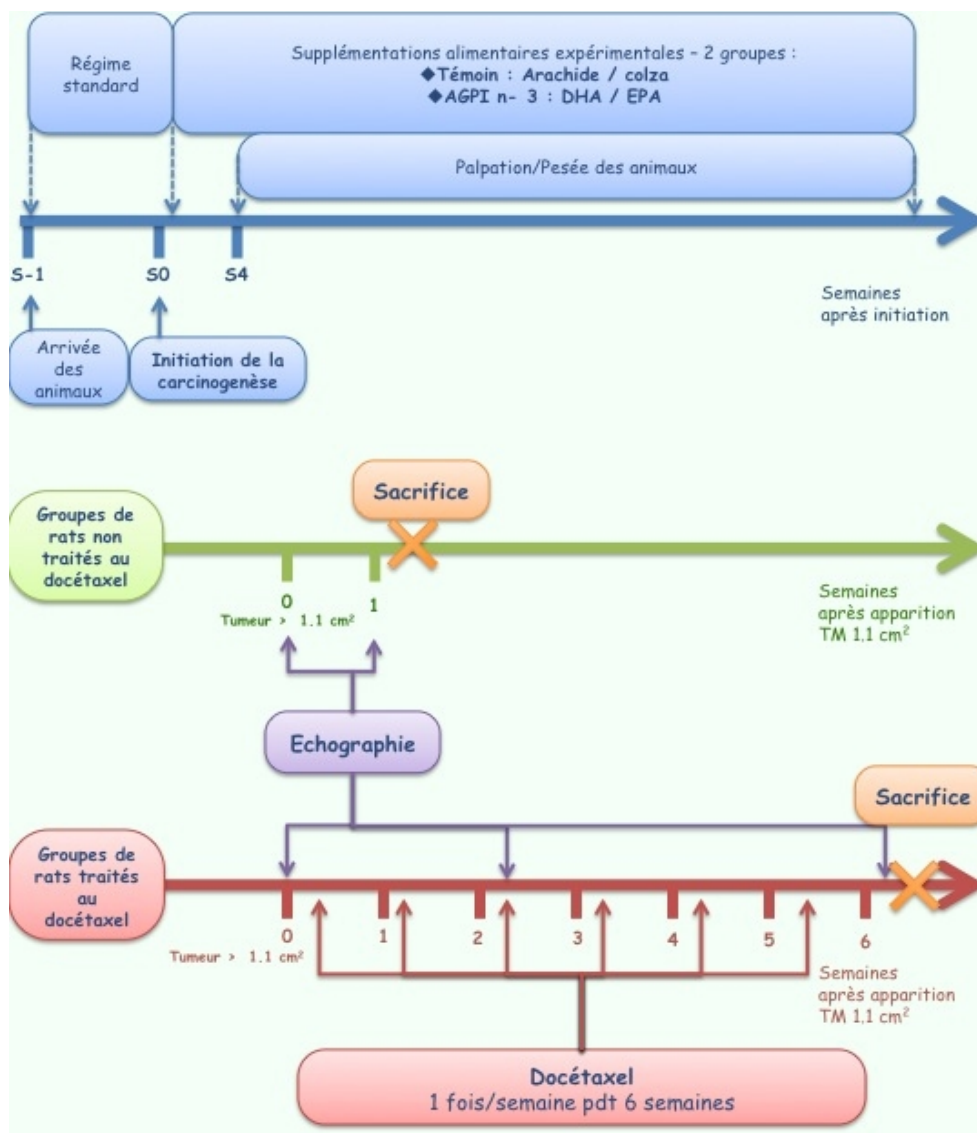 Régime
standard
Supplémentations alimentaires expérimentales – 2 groupes :
◆Témoin : Arachide / colza
◆AGPI n- 3 : DHA / EPA
Palpation/Pesée des animaux
S-1
S0
S4
Semaines
après initiation
Arrivée
des
animaux
Initiation de la
carcinogenèse
Sacrifice
Groupes de
rats non
traités au
docétaxel
0
1
Tumeur > 1.1 cm²
Semaines
après apparition
TM 1,1 cm²
Echographie
Sacrifice
Groupes de
rats traités
au
docétaxel
0
1
2
3
4
5
6
Tumeur > 1.1 cm²
Semaines
après apparition
TM 1,1 cm²
Docétaxel
1 fois/semaine pdt 6 semaines